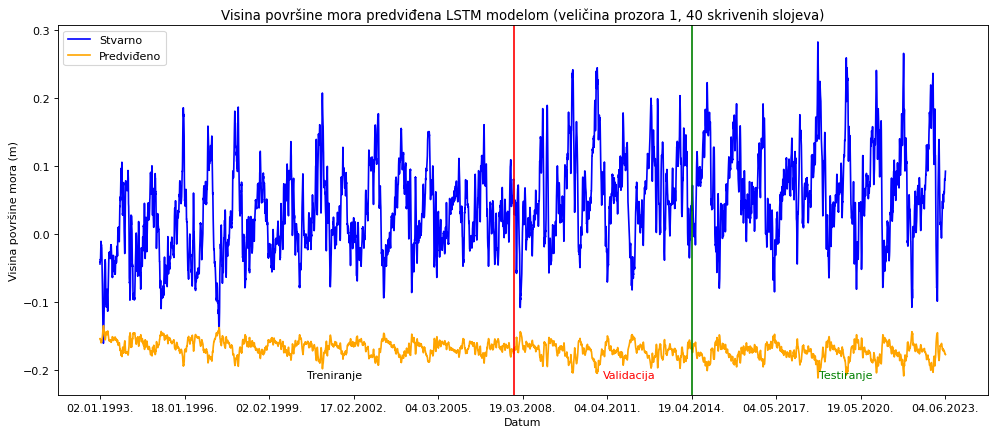 Visina površine mora predviđena LSTM modelom (veličina prozora 1, 40 skrivenih slojeva)
Stvarno
Predviđeno
0.3
0.2
0.1
0.0
−0.1
−0.2
Visina površine mora (m)
Treniranje
Validacija
Testiranje
02.01.1993.
18.01.1996.
02.02.1999.
17.02.2002.
04.03.2005.
19.03.2008.
04.04.2011.
19.04.2014.
04.05.2017.
19.05.2020.
04.06.2023.
Datum